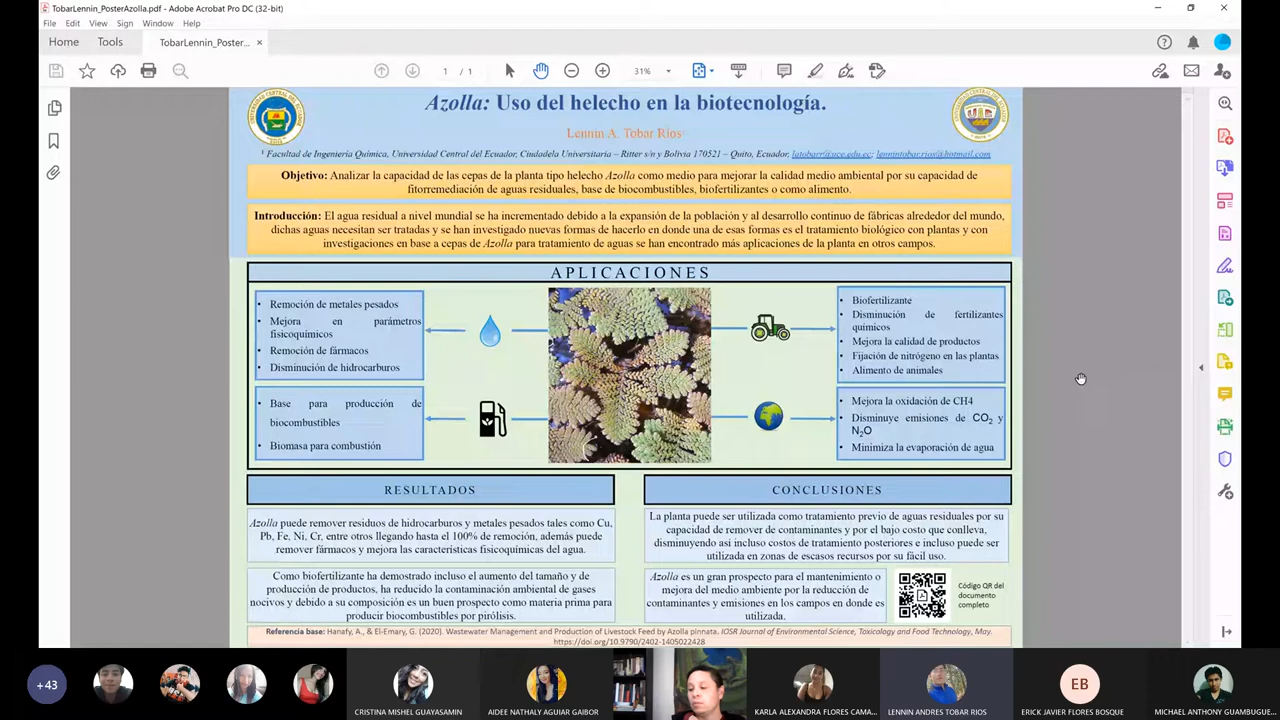 TobarLennin_PosterAzolla.pdf - Adobe Acrobat Pro DC (32-bit)
File Edit View Sign Window Help
Home Tools TobarLennin_Poster... ×
1 / 1 31%
Azolla: Uso del helecho en la biotecnología.
Lennin A. Tobar Rios¹
¹ Facultad de Ingeniería Química, Universidad Central del Ecuador, Ciudadela Universitaria – Ritter s/n y Bolivia 170521 – Quito, Ecuador, latobarr@uce.edu.ec; lennintobar.rios@hotmail.com
Objetivo: Analizar la capacidad de las cepas de la planta tipo helecho Azolla como medio para mejorar la calidad medio ambiental por su capacidad de
fitorremediación de aguas residuales, base de biocombustibles, biofertilizantes o como alimento.
Introducción: El agua residual a nivel mundial se ha incrementado debido a la expansión de la población y al desarrollo continuo de fábricas alrededor del mundo,
dichas aguas necesitan ser tratadas y se han investigado nuevas formas de hacerlo en donde una de esas formas es el tratamiento biológico con plantas y con
investigaciones en base a cepas de Azolla para tratamiento de aguas se han encontrado más aplicaciones de la planta en otros campos.
APLICACIONES
• Remoción de metales pesados
• Mejora en parámetros
fisicoquímicos
• Remoción de fármacos
• Disminución de hidrocarburos
• Base para producción de
biocombustibles
• Biomasa para combustión
• Biofertilizante
• Disminución de fertilizantes
químicos
• Mejora la calidad de productos
• Fijación de nitrógeno en las plantas
• Alimento de animales
• Mejora la oxidación de CH4
• Disminuye emisiones de CO₂ y
N₂O
• Minimiza la evaporación de agua
RESULTADOS
Azolla puede remover residuos de hidrocarburos y metales pesados tales como Cu,
Pb, Fe, Ni, Cr, entre otros llegando hasta el 100% de remoción, además puede
remover fármacos y mejora las características fisicoquímicas del agua.
Como biofertilizante ha demostrado incluso el aumento del tamaño y de
producción de productos, ha reducido la contaminación ambiental de gases
nocivos y debido a su composición es un buen prospecto como materia prima para
producir biocombustibles por pirólisis.
CONCLUSIONES
La planta puede ser utilizada como tratamiento previo de aguas residuales por su
capacidad de remover de contaminantes y por el bajo costo que conlleva,
disminuyendo así incluso costos de tratamiento posteriores e incluso puede ser
utilizada en zonas de escasos recursos por su fácil uso.
Azolla es un gran prospecto para el mantenimiento o
mejora del medio ambiente por la reducción de
contaminantes y emisiones en los campos en donde es
utilizada.
Código QR del
documento
completo
Referencia base: Hanafy, A., & El-Emary, G. (2020). Wastewater Management and Production of Livestock Feed by Azolla pinnata. IOSR Journal of Environmental Science, Toxicology and Food Technology, May.
https://doi.org/10.9790/2402-1405022428
+43
CRISTINA MISHEL GUAYASAMIN
AIDEE NATHALY AGUIAR GAIBOR
KARLA ALEXANDRA FLORES CAMA...
LENNIN ANDRES TOBAR RIOS
EB
ERICK JAVIER FLORES BOSQUE
MICHAEL ANTHONY GUAMBUGUE...